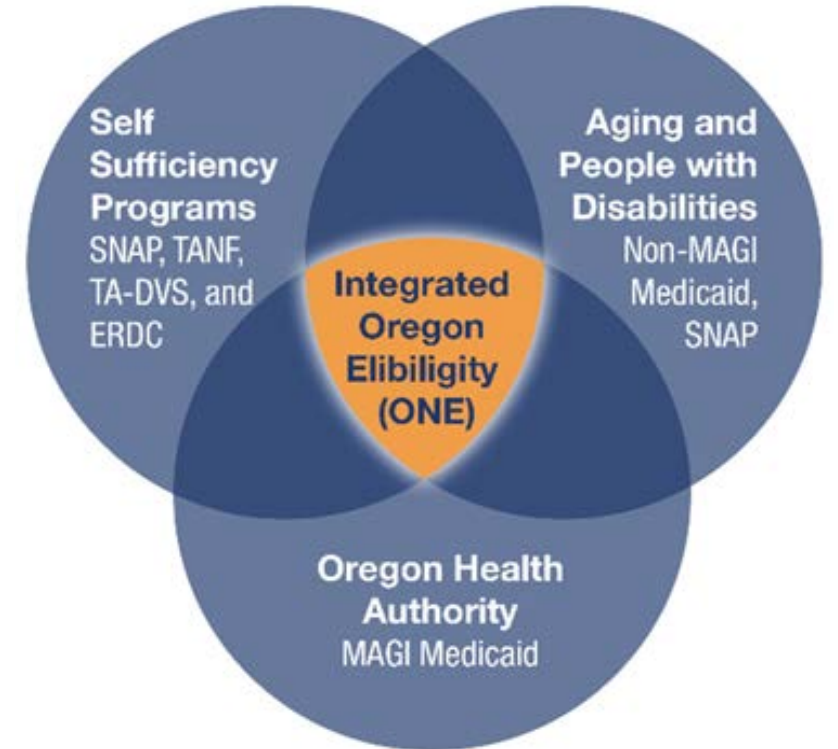 Self
Sufficiency
Programs
SNAP, TANF,
TA-DVS, and
ERDC
Aging and
People with
Disabilities
Non-MAGI
Medicaid,
SNAP
Integrated
Oregon
Elibiligity
(ONE)
Oregon Health
Authority
MAGI Medicaid